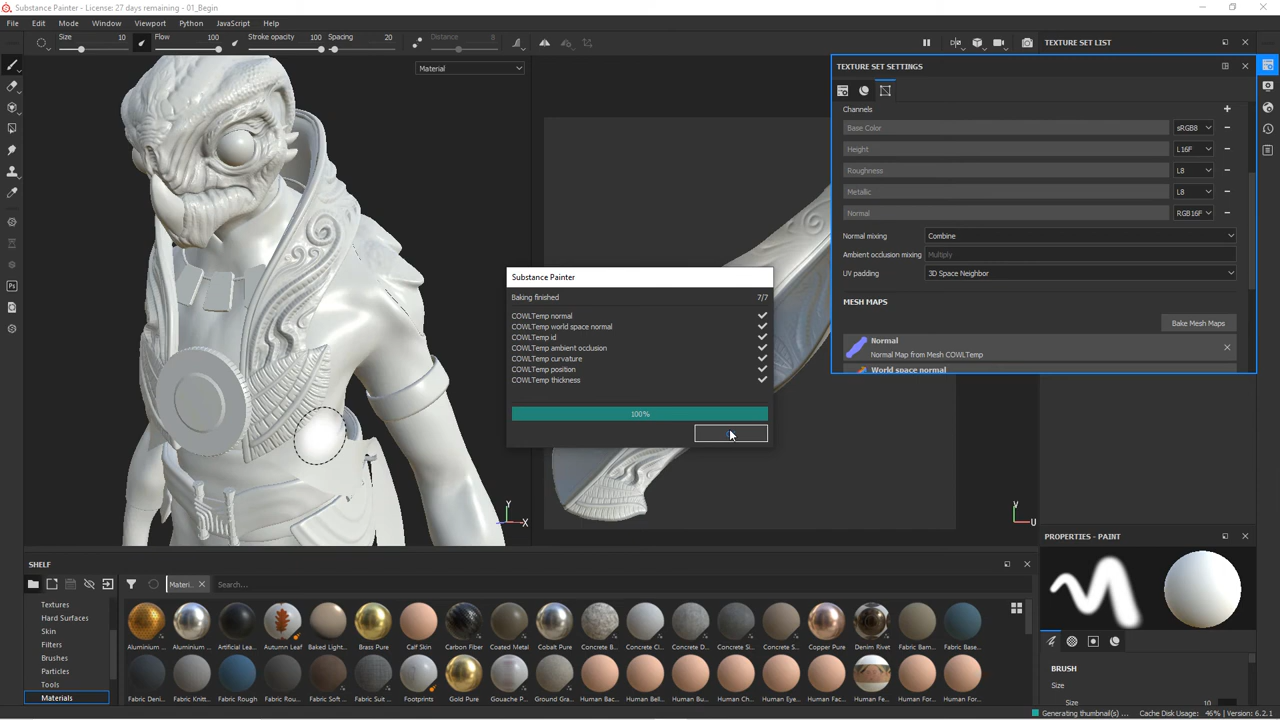 Substance Painter - License: 27 days remaining - 01_Begin
File Edit Mode Window Viewport Python JavaScript Help
Size 10 Flow 100 Stroke opacity 100 Spacing 20 Distance 8
TEXTURE SET LIST
Material
TEXTURE SET SETTINGS
Channels
Base Color sRGB8
Height L16F
Roughness L8
Metallic L8
Normal RGB16F
Normal mixing Combine
Ambient occlusion mixing Multiply
UV padding 3D Space Neighbor
MESH MAPS
Bake Mesh Maps
Normal
Normal Map from Mesh COWLTemp
World space normal
Substance Painter
Baking finished 7/7
COWLTemp normal
COWLTemp world space normal
COWLTemp id
COWLTemp ambient occlusion
COWLTemp curvature
COWLTemp position
COWLTemp thickness
100%
Y
X
V
U
Ps
SHELF
Materi...
Search...
Textures
Hard Surfaces
Skin
Filters
Brushes
Particles
Tools
Materials
Aluminium ... Aluminium ... Artificial Lea... Autumn Leaf Baked Light... Brass Pure Calf Skin Carbon Fiber Coated Metal Cobalt Pure Concrete B... Concrete Cl... Concrete D... Concrete Si... Concrete S... Copper Pure Denim Rivet Fabric Bam... Fabric Base...
Fabric Deni... Fabric Knitt... Fabric Rough Fabric Rou... Fabric Soft ... Fabric Suit ... Footprints Gold Pure Gouache P... Ground Gra... Human Bac... Human Bell... Human Bu... Human Ch... Human Eye... Human Fac... Human Fe... Human For... Human For...
PROPERTIES - PAINT
BRUSH
Size
Size 10
Generating thumbnail(s) ... Cache Disk Usage: 46% | Version: 6.2.1